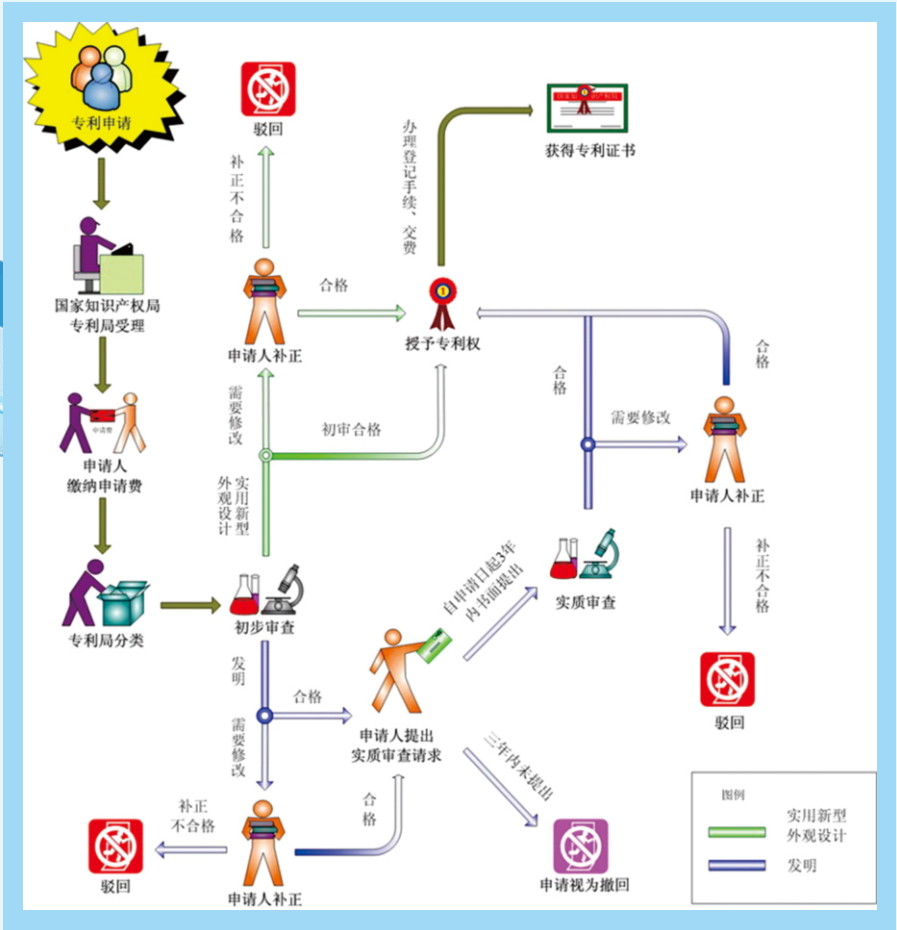 专利申请
国家知识产权局
专利局受理
申请费
申请人
缴纳申请费
专利局分类
驳回
补正不合格
申请人补正
合格
需要修改
初审合格
实用新型
外观设计
初步审查
办理登记手续、交费
获得专利证书
授予专利权
合格
需要修改
合格
申请人补正
补正不合格
驳回
实质审查
自申请日起3年
内书面提出
发明
合格
需要修改
申请人提出
实质审查请求
三年内未提出
申请视为撤回
合格
补正
不合格
驳回
申请人补正
图例
实用新型
外观设计
发明